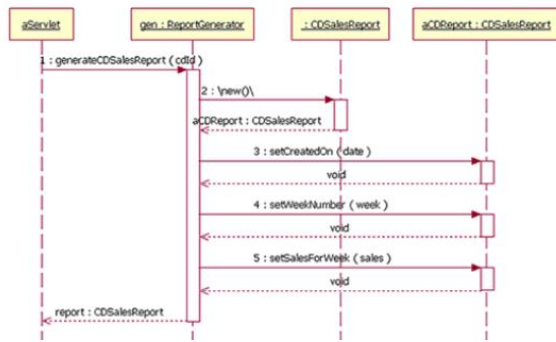 aServlet
gen : ReportGenerator
: CDSalesReport
aCDReport : CDSalesReport
1 : generateCDSalesReport ( cdId )
2 : \new()\
aCDReport : CDSalesReport
3 : setCreatedOn ( date )
void
4 : setWeekNumber ( week )
void
5 : setSalesForWeek ( sales )
void
report : CDSalesReport